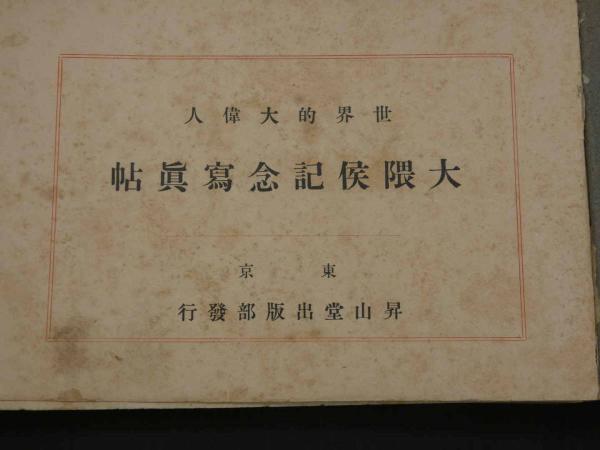 世界的大偉人
大隈侯記念寫眞帖
東京
昇山堂出版部發行